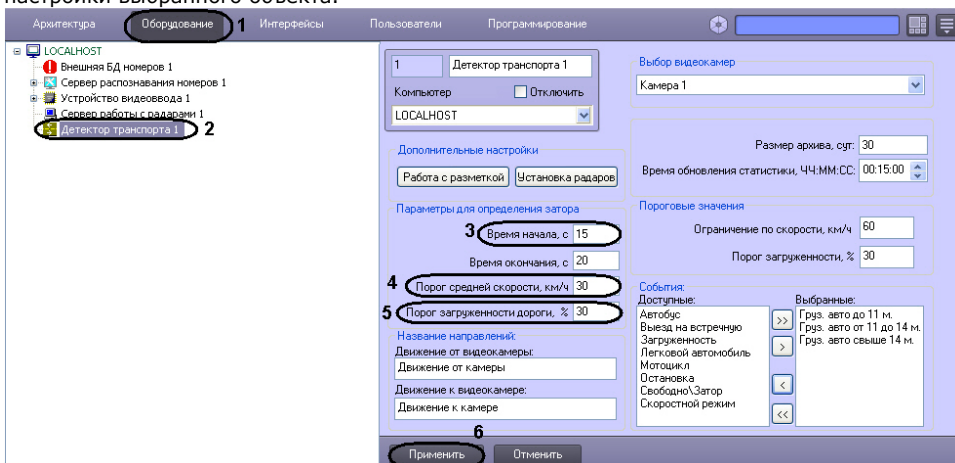 настройки выбранного объекта.
Архитектура Оборудование 1 Интерфейсы Пользователи Программирование
LOCALHOST
Внешняя БД номеров 1
Сервер распознавания номеров 1
Устройство видеоввода 1
Сервер работы с радарами 1
Детектор транспорта 1 2
1 Детектор транспорта 1
Компьютер Отключить
LOCALHOST
Дополнительные настройки
Работа с разметкой Установка радаров
Параметры для определения затора
3 Время начала, с 15
Время окончания, с 20
4 Порог средней скорости, км/ч 30
5 Порог загруженности дороги, % 30
Название направлений:
Движение от видеокамеры:
Движение от камеры
Движение к видеокамере:
Движение к камере
Выбор видеокамер
Камера 1
Размер архива, сут: 30
Время обновления статистики, ЧЧ:ММ:СС: 00:15:00
Пороговые значения
Ограничение по скорости, км/ч 60
Порог загруженности, % 30
События:
Доступные: Выбранные:
Автобус
Выезд на встречную
Загруженность
Легковой автомобиль
Мотоцикл
Остановка
Свободно\Затор
Скоростной режим
>>
>
<
<<
Груз. авто до 11 м.
Груз. авто от 11 до 14 м.
Груз. авто свыше 14 м.
6
Применить Отменить